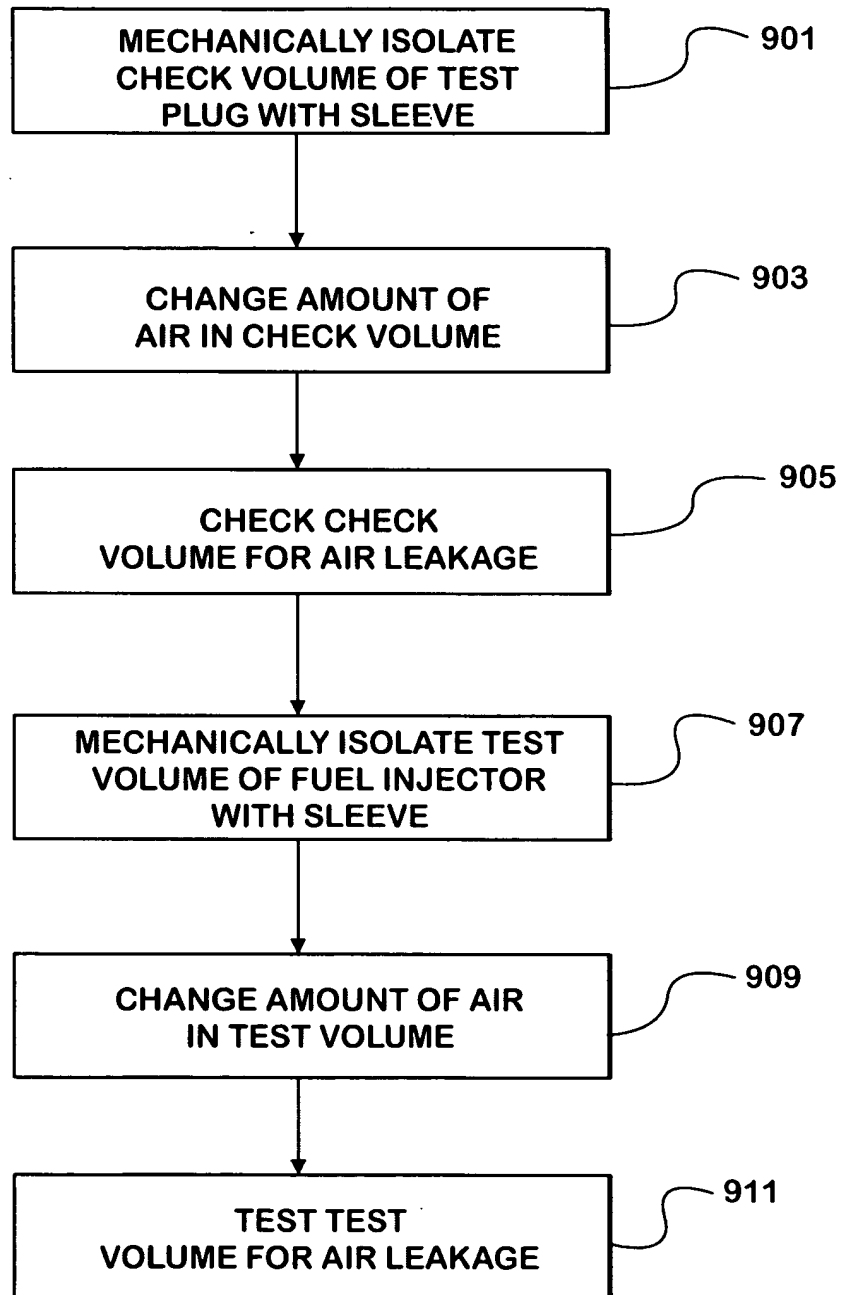 MECHANICALLY ISOLATE
CHECK VOLUME OF TEST
PLUG WITH SLEEVE
901
CHANGE AMOUNT OF
AIR IN CHECK VOLUME
903
CHECK CHECK
VOLUME FOR AIR LEAKAGE
905
MECHANICALLY ISOLATE TEST
VOLUME OF FUEL INJECTOR
WITH SLEEVE
907
CHANGE AMOUNT OF AIR
IN TEST VOLUME
909
TEST TEST
VOLUME FOR AIR LEAKAGE
911